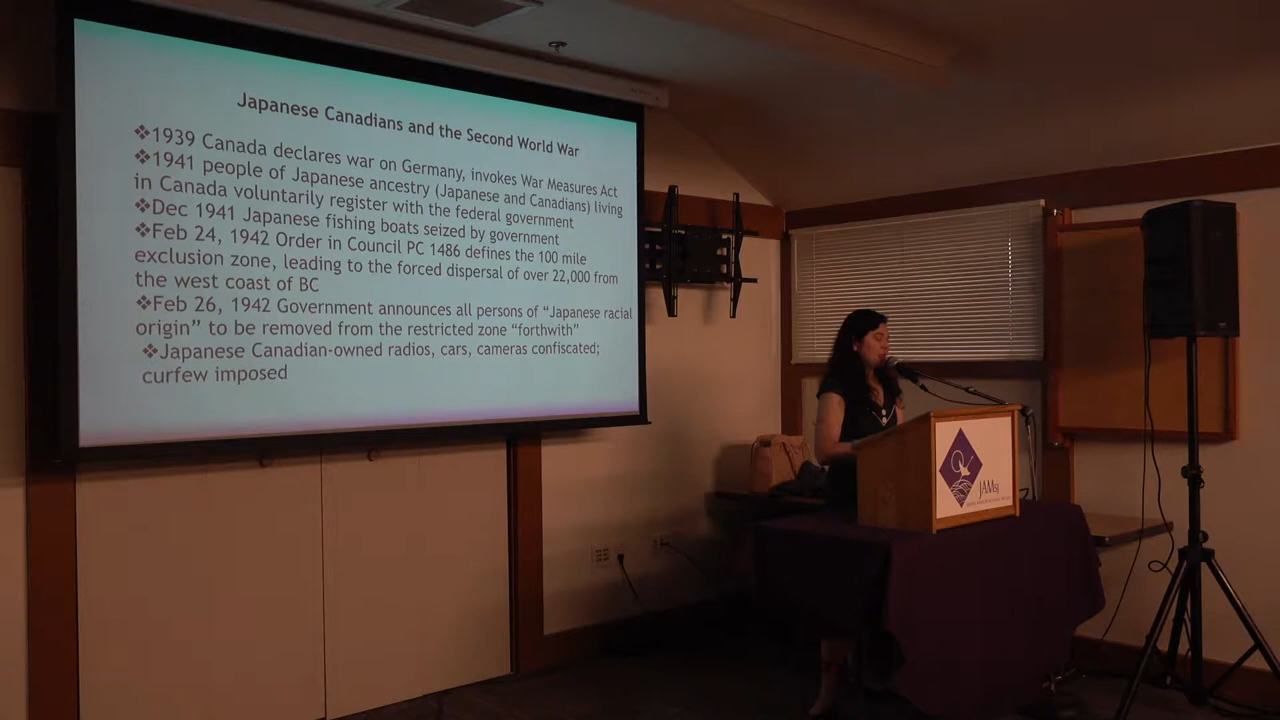 Japanese Canadians and the Second World War
❖1939 Canada declares war on Germany, invokes War Measures Act
❖1941 people of Japanese ancestry (Japanese and Canadians) living
in Canada voluntarily register with the federal government
❖Dec 1941 Japanese fishing boats seized by government
❖Feb 24, 1942 Order in Council PC 1486 defines the 100 mile
exclusion zone, leading to the forced dispersal of over 22,000 from
the west coast of BC
❖Feb 26, 1942 Government announces all persons of “Japanese racial
origin” to be removed from the restricted zone “forthwith”
❖Japanese Canadian-owned radios, cars, cameras confiscated;
curfew imposed
JAMsj